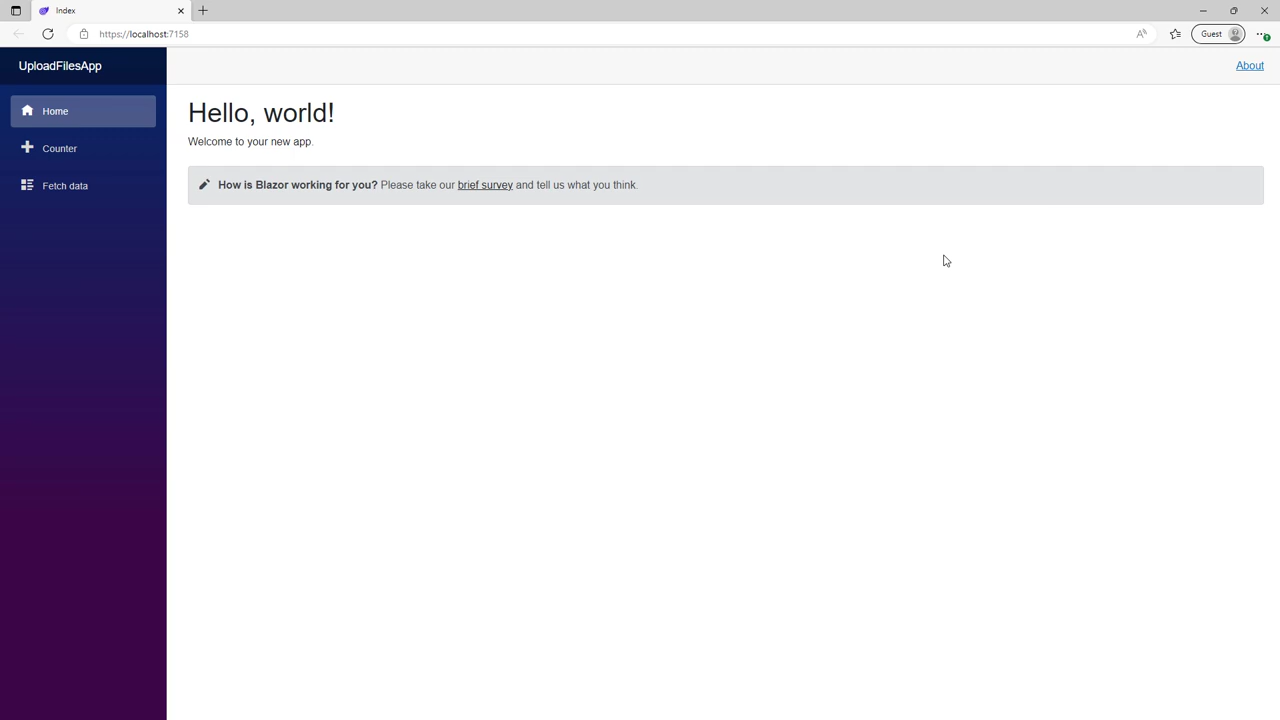 Index
https://localhost:7158
A
Guest
UploadFilesApp
About
Home
Counter
Fetch data
Hello, world!
Welcome to your new app.
How is Blazor working for you? Please take our brief survey and tell us what you think.